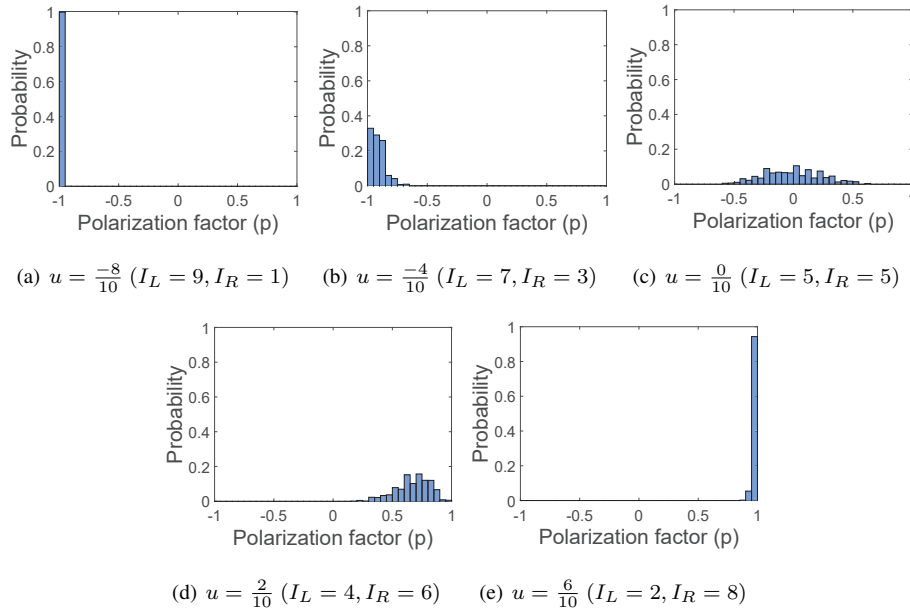 1
0.8
0.6
0.4
0.2
0
Probability
-1 -0.5 0 0.5 1
Polarization factor (p)
(a) u = \frac{-8}{10} (I_L = 9, I_R = 1)
1
0.8
0.6
0.4
0.2
0
Probability
-1 -0.5 0 0.5 1
Polarization factor (p)
(b) u = \frac{-4}{10} (I_L = 7, I_R = 3)
1
0.8
0.6
0.4
0.2
0
Probability
-1 -0.5 0 0.5 1
Polarization factor (p)
(c) u = \frac{0}{10} (I_L = 5, I_R = 5)
1
0.8
0.6
0.4
0.2
0
Probability
-1 -0.5 0 0.5 1
Polarization factor (p)
(d) u = \frac{2}{10} (I_L = 4, I_R = 6)
1
0.8
0.6
0.4
0.2
0
Probability
-1 -0.5 0 0.5 1
Polarization factor (p)
(e) u = \frac{6}{10} (I_L = 2, I_R = 8)